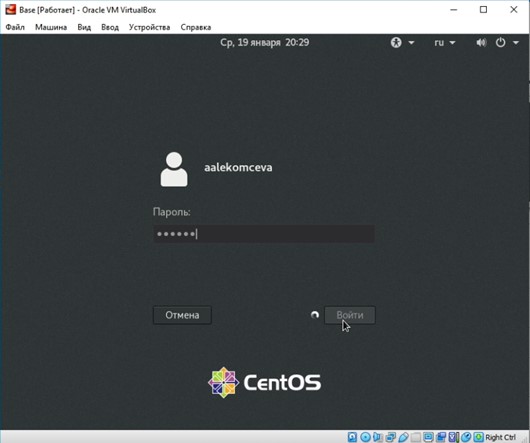 Base [Работает] - Oracle VM VirtualBox
Файл Машина Вид Ввод Устройства Справка
Ср, 19 января 20:29
ru
aalekomceva
Пароль:
••••••
Отмена
Войти
CentOS
Right Ctrl